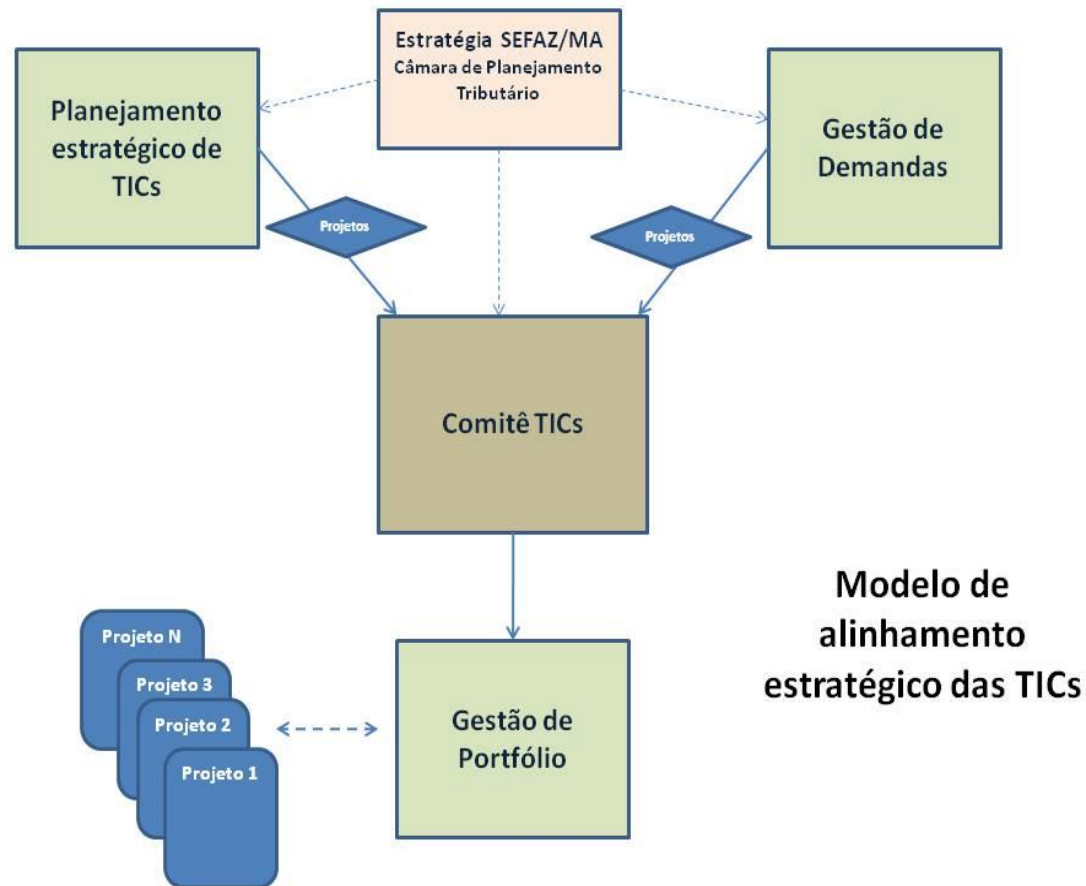 Estratégia SEFAZ/MA
Câmara de Planejamento
Tributário
Planejamento
estratégico de
TICs
Gestão de
Demandas
Projetos
Projetos
Comitê TICs
Modelo de
alinhamento
estratégico das TICs
Projeto N
Projeto 3
Projeto 2
Projeto 1
Gestão de
Portfólio